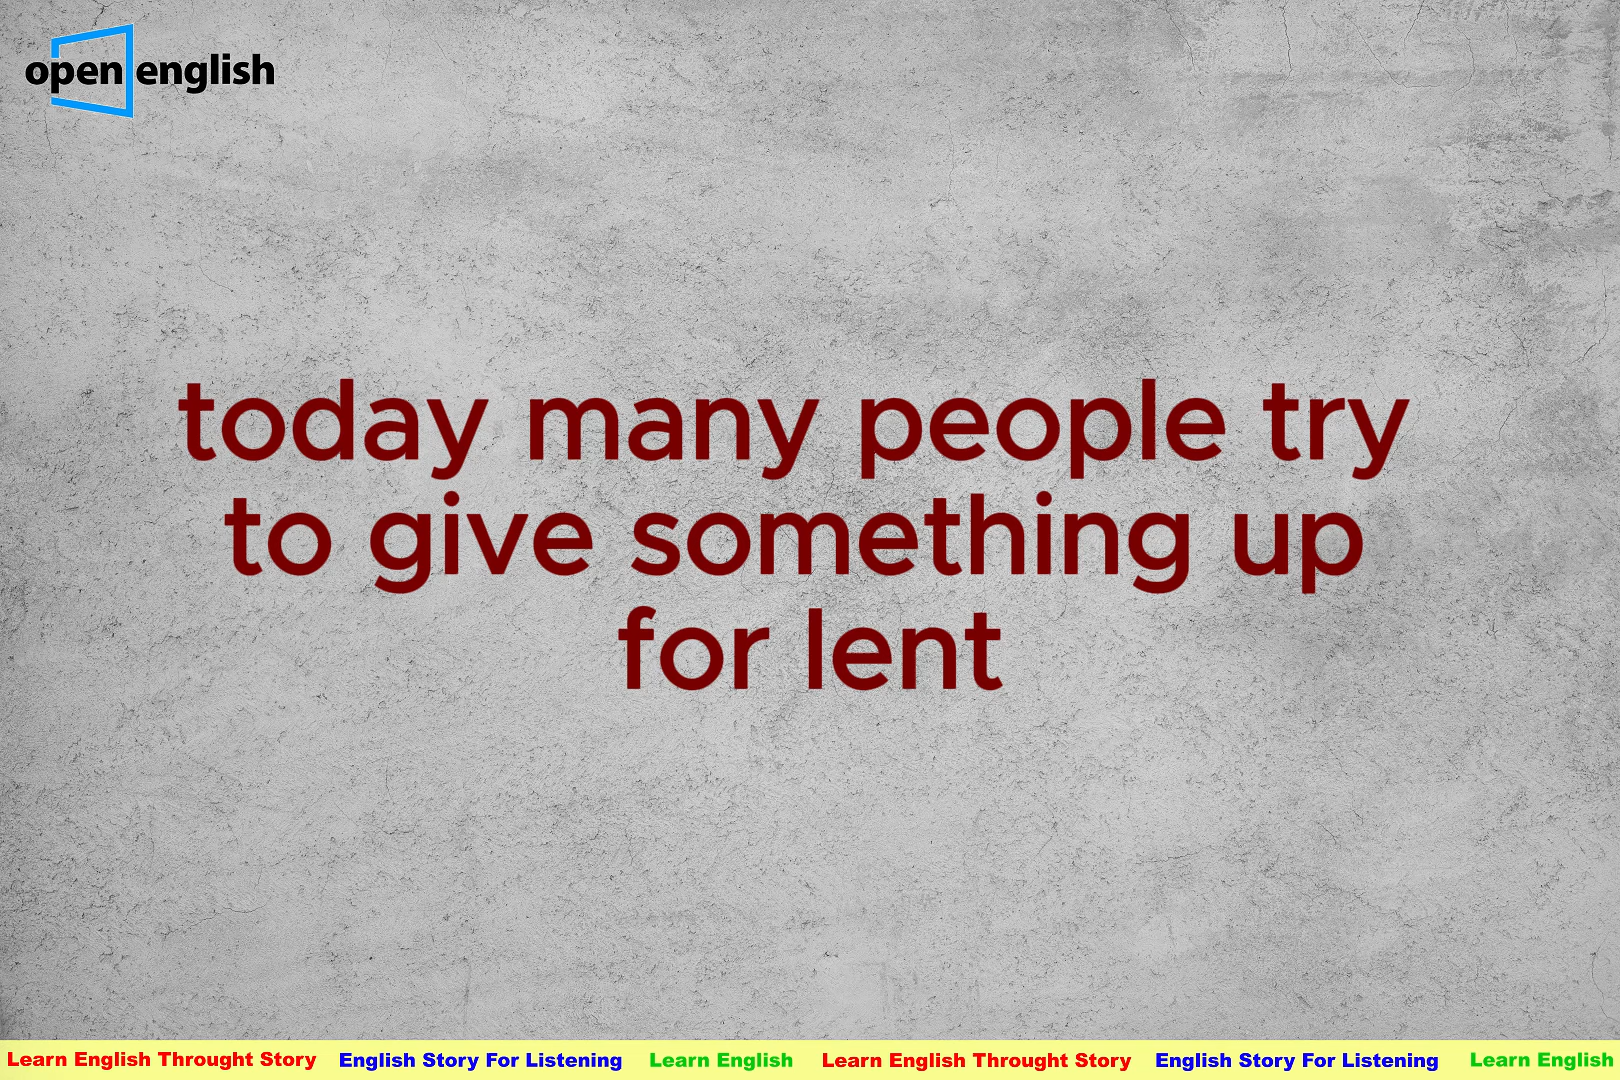 open english
today many people try
to give something up
for lent
Learn English Throught Story English Story For Listening Learn English Learn English Throught Story English Story For Listening Learn English